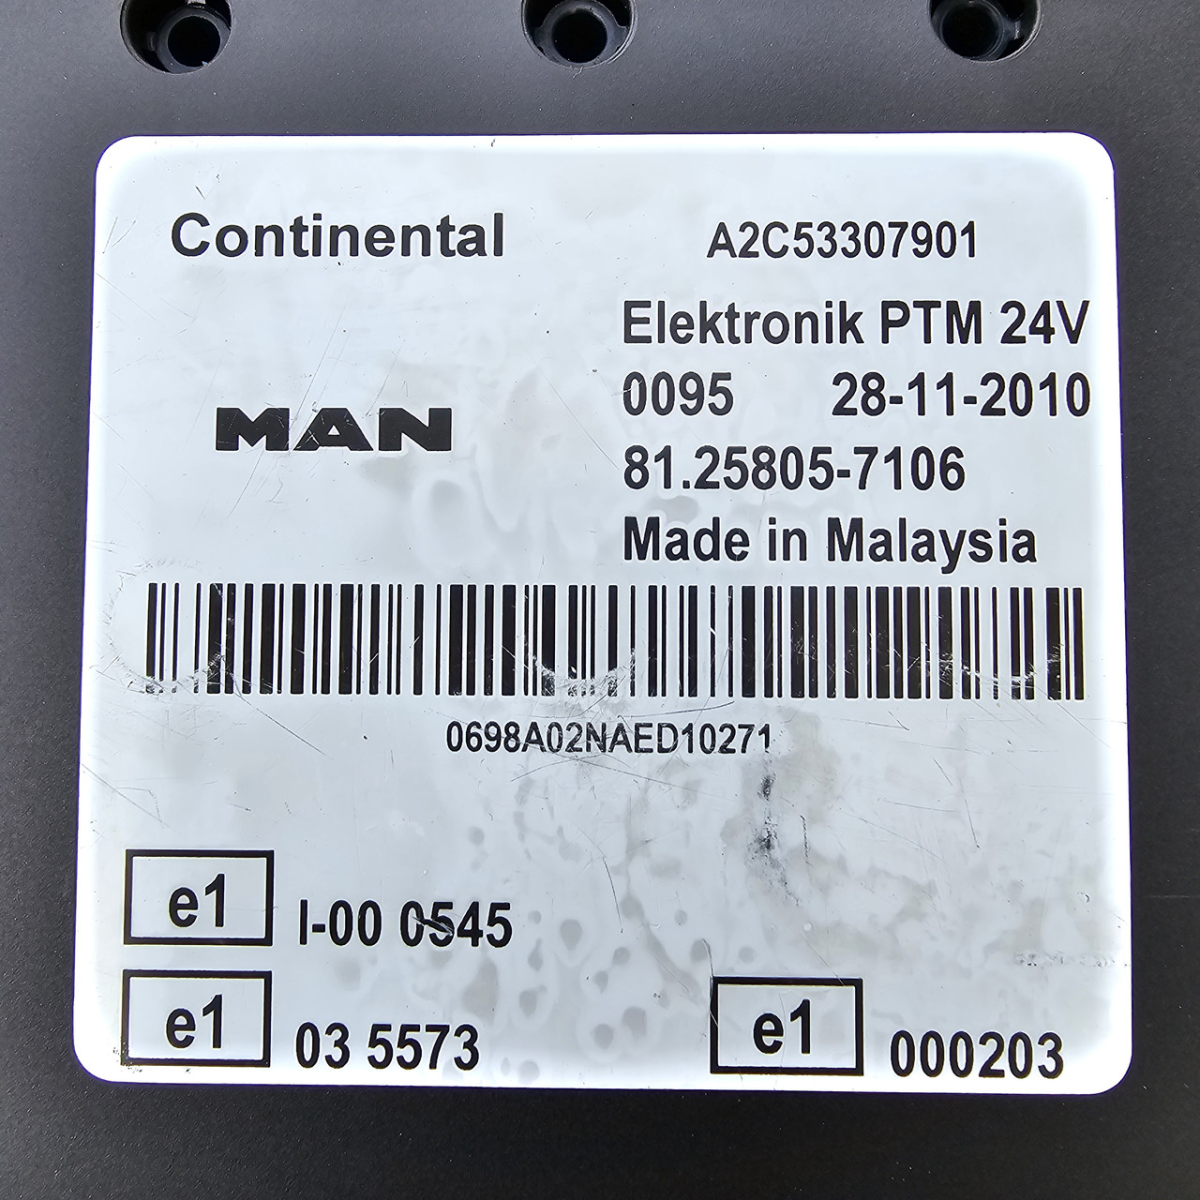 Continental A2C53307901
Elektronik PTM 24V
0095 28-11-2010
MAN
81.25805-7106
Made in Malaysia
0698A02NAED10271
e1 I-00 0545
e1 03 5573 e1 000203